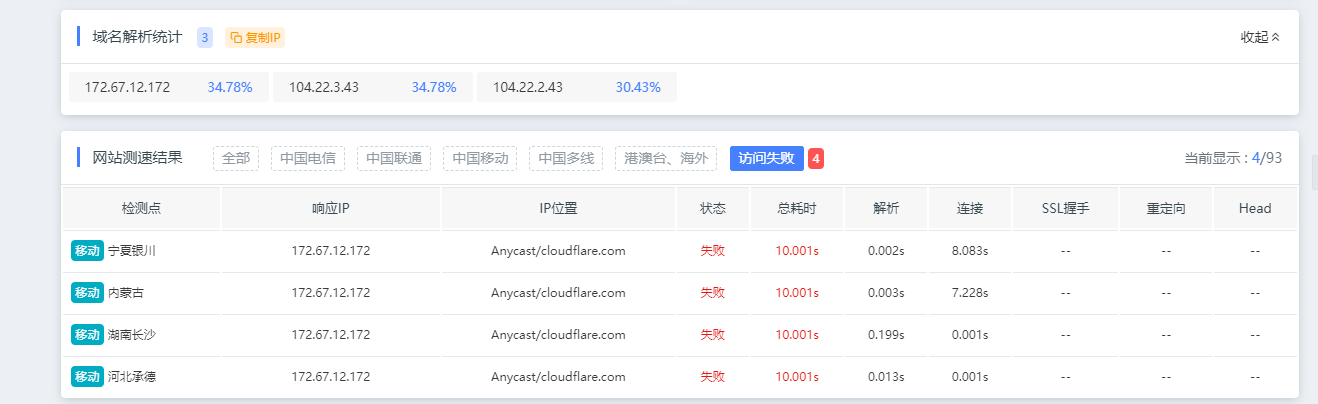 域名解析统计 3 复制IP 收起
172.67.12.172 34.78% 104.22.3.43 34.78% 104.22.2.43 30.43%
网站测速结果 全部 中国电信 中国联通 中国移动 中国多线 港澳台、海外 访问失败 4 当前显示 : 4/93
检测点 响应IP IP位置 状态 总耗时 解析 连接 SSL握手 重定向 Head
移动 宁夏银川 172.67.12.172 Anycast/cloudflare.com 失败 10.001s 0.002s 8.083s -- -- --
移动 内蒙古 172.67.12.172 Anycast/cloudflare.com 失败 10.001s 0.003s 7.228s -- -- --
移动 湖南长沙 172.67.12.172 Anycast/cloudflare.com 失败 10.001s 0.199s 0.001s -- -- --
移动 河北承德 172.67.12.172 Anycast/cloudflare.com 失败 10.001s 0.013s 0.001s -- -- --